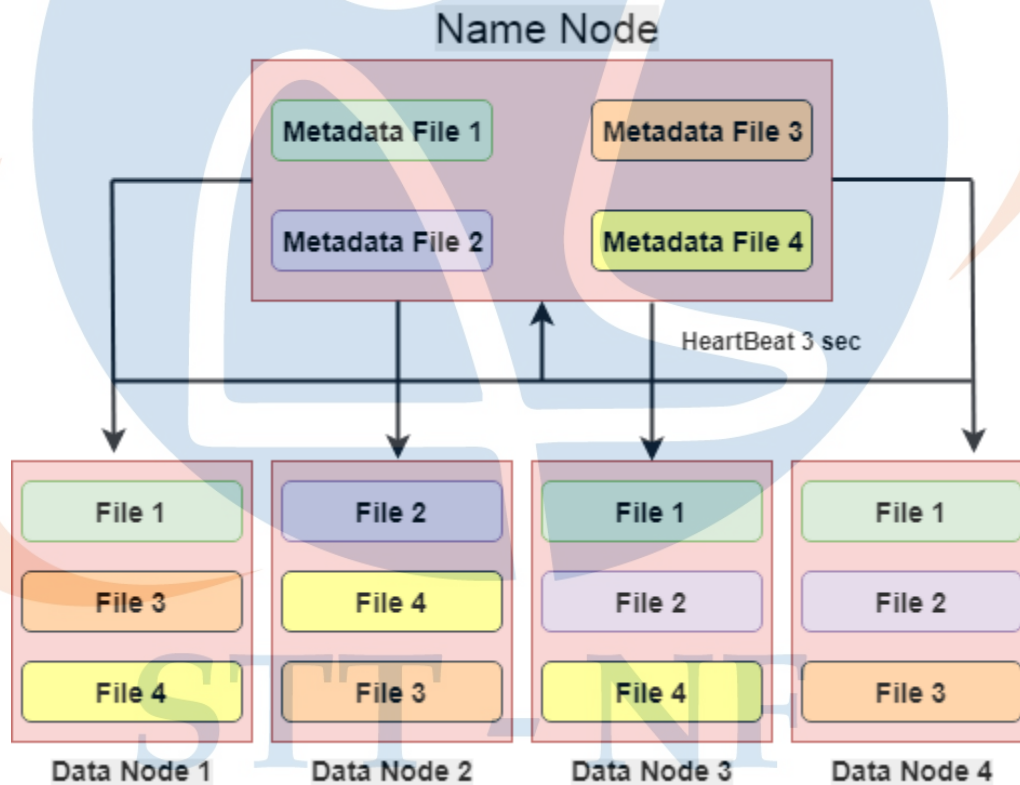 Name Node
Metadata File 1
Metadata File 3
Metadata File 2
Metadata File 4
HeartBeat 3 sec
File 1
File 2
File 1
File 1
File 3
File 4
File 2
File 2
File 4
File 3
File 4
File 3
STT - NF
Data Node 1
Data Node 2
Data Node 3
Data Node 4